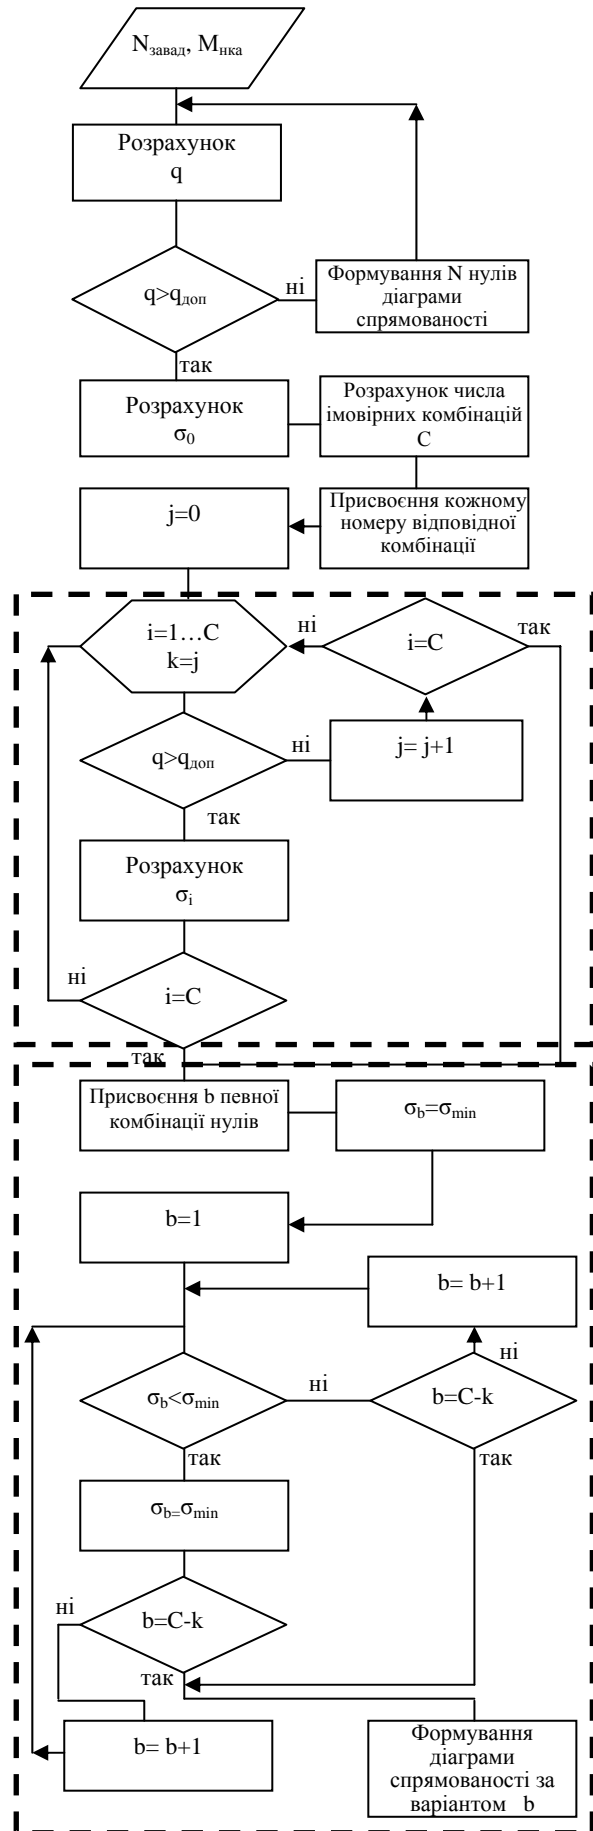 Nзавад, Mнка
Розрахунок
q
q>qдоп
ні
Формування N нулів
діаграми
спрямованості
так
Розрахунок
σ0
Розрахунок числа
імовірних комбінацій
C
j=0
Присвоєння кожному
номеру відповідної
комбінації
i=1…C
k=j
ні
i=C
так
q>qдоп
ні
j= j+1
так
Розрахунок
σi
ні
i=C
так
Присвоєння b певної
комбінації нулів
σb=σmin
b=1
b= b+1
ні
σb<σmin
ні
b=C-k
так
так
σb=σmin
ні
b=C-k
так
b= b+1
Формування
діаграми
спрямованості за
варіантом b